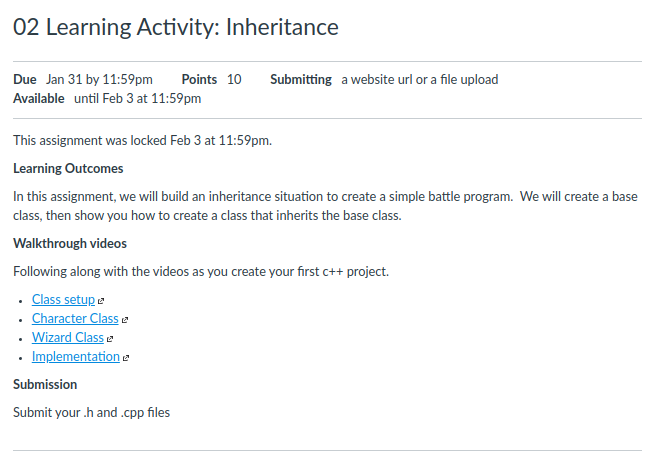 02 Learning Activity: Inheritance
Due Jan 31 by 11:59pm Points 10 Submitting a website url or a file upload
Available until Feb 3 at 11:59pm
This assignment was locked Feb 3 at 11:59pm.
Learning Outcomes
In this assignment, we will build an inheritance situation to create a simple battle program. We will create a base
class, then show you how to create a class that inherits the base class.
Walkthrough videos
Following along with the videos as you create your first c++ project.
• Class setup
• Character Class
• Wizard Class
• Implementation
Submission
Submit your .h and .cpp files